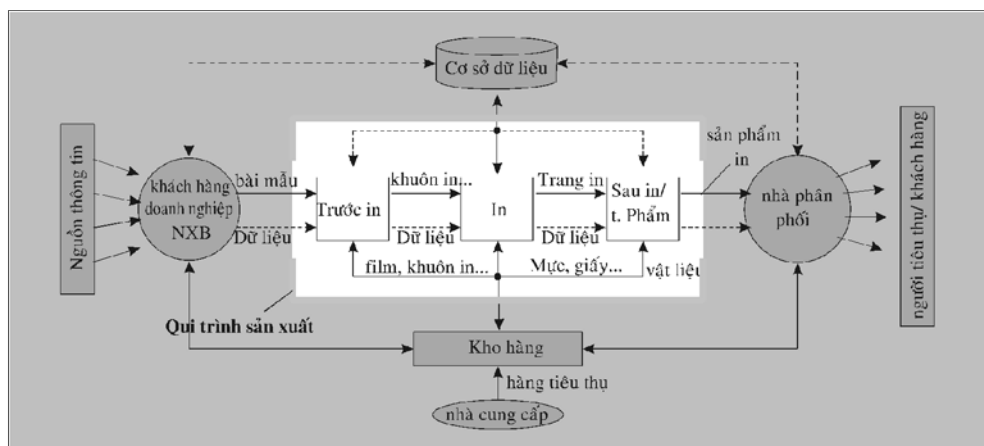 Cơ sở dữ liệu
Nguồn thông tin
khách hàng
doanh nghiệp
NXB
bài mẫu
Dữ liệu
Trước in
khuôn in...
Dữ liệu
In
Trang in
Dữ liệu
Sau in/
t. Phẩm
sản phẩm
in
nhà phân
phối
người tiêu thụ/ khách hàng
film, khuôn in...
Mực, giấy...
vật liệu
Qui trình sản xuất
Kho hàng
hàng tiêu thụ
nhà cung cấp